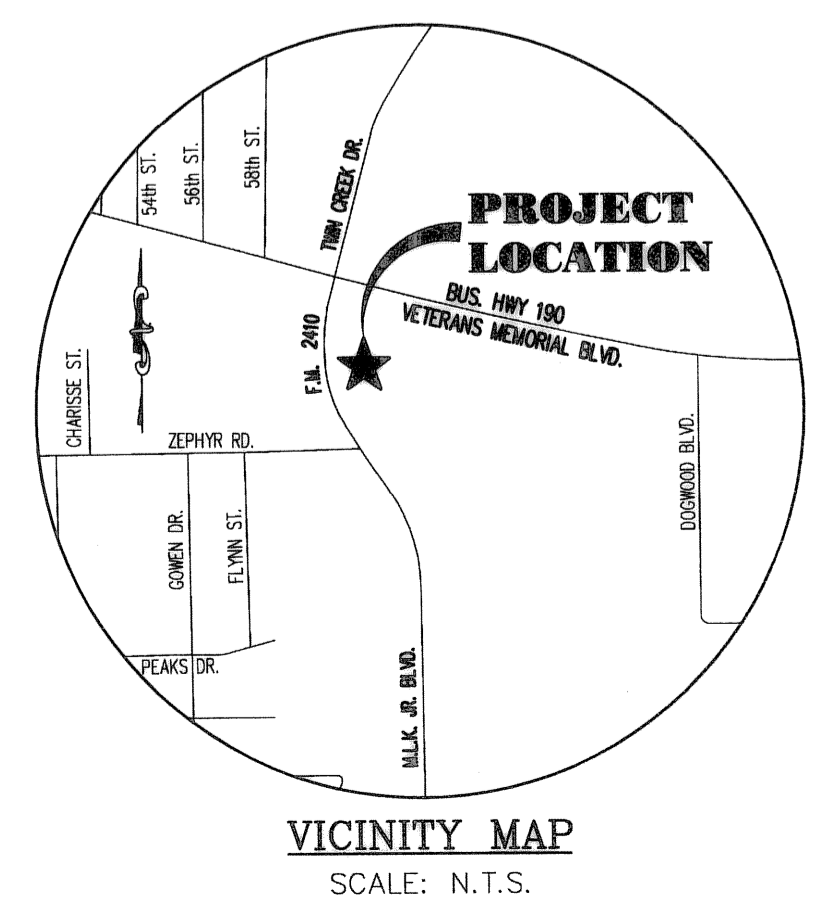 54th ST.
56th ST.
58th ST.
TWIN CREEK DR.
PROJECT
LOCATION
BUS. HWY 190
VETERANS MEMORIAL BLVD.
F.M. 2410
CHARISSE ST.
ZEPHYR RD.
GOWEN DR.
FLYNN ST.
DOGWOOD BLVD.
PEAKS DR.
M.L.K. JR. BLVD.
VICINITY MAP
SCALE: N.T.S.